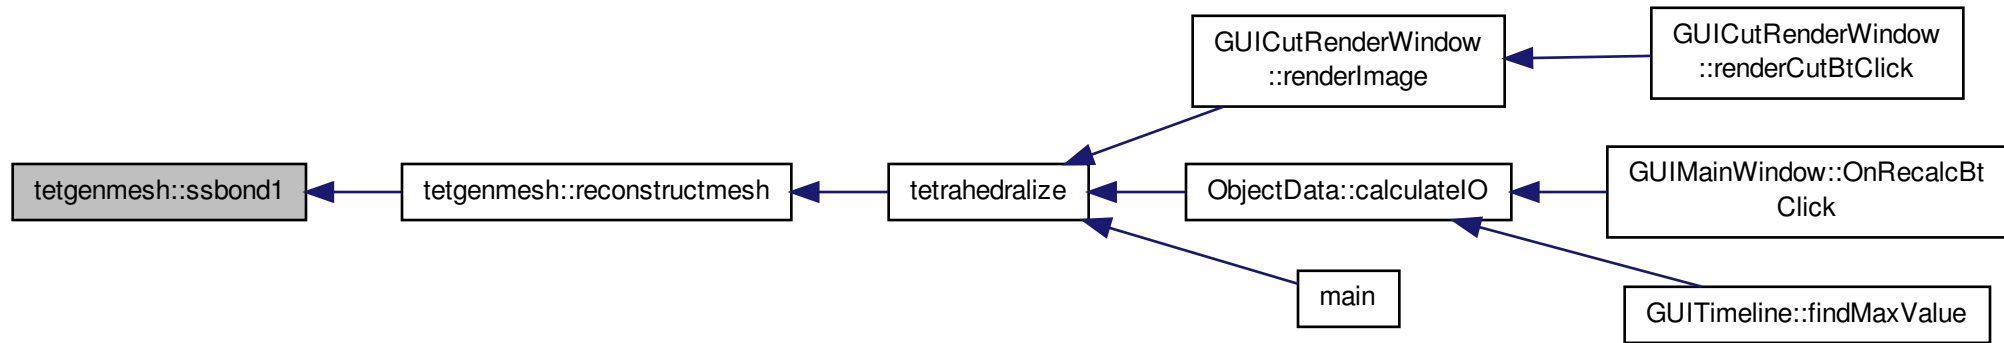 tetgenmesh::ssbond1
tetgenmesh::reconstructmesh
tetrahedralize
GUICutRenderWindow
::renderImage
GUICutRenderWindow
::renderCutBtClick
ObjectData::calculateIO
GUIMainWindow::OnRecalcBt
Click
GUITimeline::findMaxValue
main